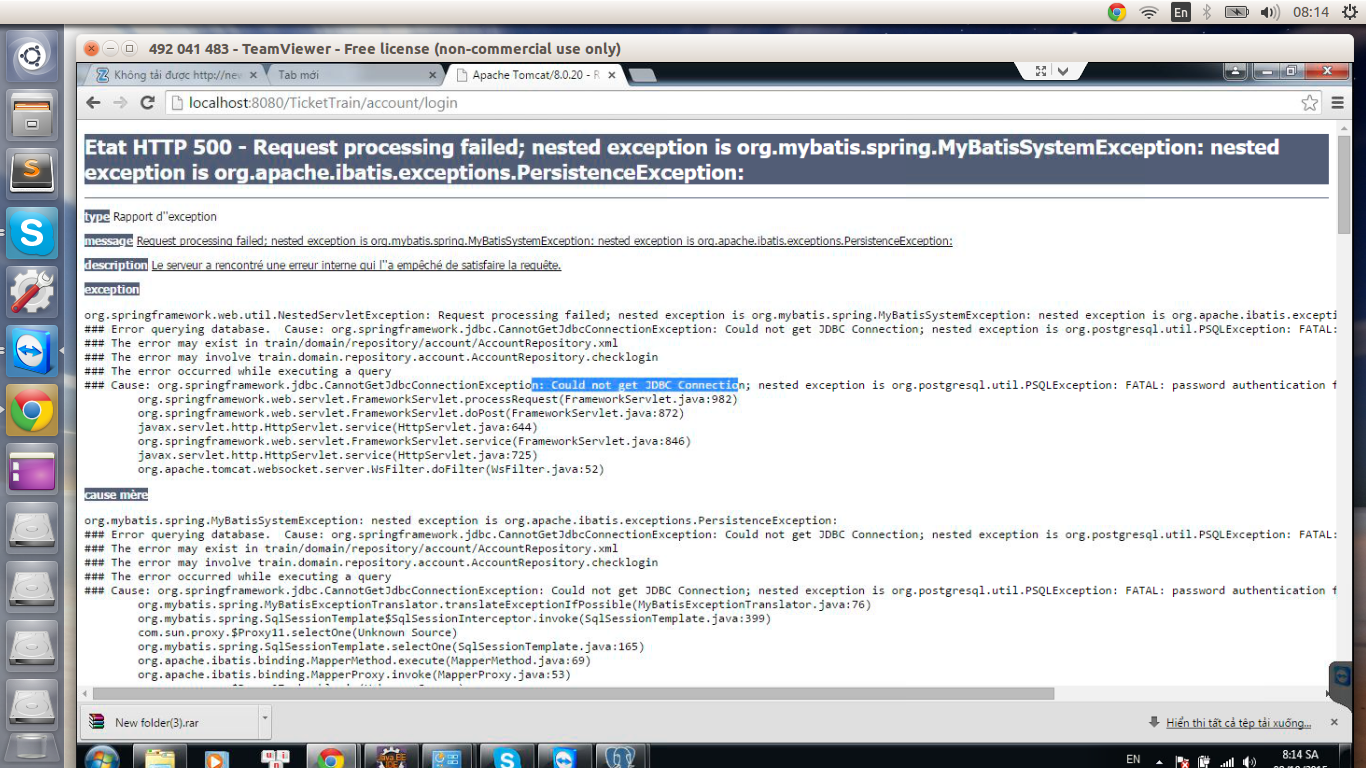 En
08:14
492 041 483 - TeamViewer - Free license (non-commercial use only)
Không tải được http://nev
Tab mới
Apache Tomcat/8.0.20 - R
localhost:8080/TicketTrain/account/login
Etat HTTP 500 - Request processing failed; nested exception is org.mybatis.spring.MyBatisSystemException: nested
exception is org.apache.ibatis.exceptions.PersistenceException:
type Rapport d''exception
message Request processing failed; nested exception is org.mybatis.spring.MyBatisSystemException: nested exception is org.apache.ibatis.exceptions.PersistenceException:
description Le serveur a rencontré une erreur interne qui l''a empêché de satisfaire la requête.
exception
org.springframework.web.util.NestedServletException: Request processing failed; nested exception is org.mybatis.spring.MyBatisSystemException: nested exception is org.apache.ibatis.excepti
### Error querying database.  Cause: org.springframework.jdbc.CannotGetJdbcConnectionException: Could not get JDBC Connection; nested exception is org.postgresql.util.PSQLException: FATAL:
### The error may exist in train/domain/repository/account/AccountRepository.xml
### The error may involve train.domain.repository.account.AccountRepository.checklogin
### The error occurred while executing a query
### Cause: org.springframework.jdbc.CannotGetJdbcConnectionException: Could not get JDBC Connection; nested exception is org.postgresql.util.PSQLException: FATAL: password authentication f
org.springframework.web.servlet.FrameworkServlet.processRequest(FrameworkServlet.java:982)
org.springframework.web.servlet.FrameworkServlet.doPost(FrameworkServlet.java:872)
javax.servlet.http.HttpServlet.service(HttpServlet.java:644)
org.springframework.web.servlet.FrameworkServlet.service(FrameworkServlet.java:846)
javax.servlet.http.HttpServlet.service(HttpServlet.java:725)
org.apache.tomcat.websocket.server.WsFilter.doFilter(WsFilter.java:52)
cause mère
org.mybatis.spring.MyBatisSystemException: nested exception is org.apache.ibatis.exceptions.PersistenceException:
### Error querying database.  Cause: org.springframework.jdbc.CannotGetJdbcConnectionException: Could not get JDBC Connection; nested exception is org.postgresql.util.PSQLException: FATAL:
### The error may exist in train/domain/repository/account/AccountRepository.xml
### The error may involve train.domain.repository.account.AccountRepository.checklogin
### The error occurred while executing a query
### Cause: org.springframework.jdbc.CannotGetJdbcConnectionException: Could not get JDBC Connection; nested exception is org.postgresql.util.PSQLException: FATAL: password authentication f
org.mybatis.spring.MyBatisExceptionTranslator.translateExceptionIfPossible(MyBatisExceptionTranslator.java:76)
org.mybatis.spring.SqlSessionTemplate$SqlSessionInterceptor.invoke(SqlSessionTemplate.java:399)
com.sun.proxy.$Proxy11.selectOne(Unknown Source)
org.mybatis.spring.SqlSessionTemplate.selectOne(SqlSessionTemplate.java:165)
org.apache.ibatis.binding.MapperMethod.execute(MapperMethod.java:69)
org.apache.ibatis.binding.MapperProxy.invoke(MapperProxy.java:53)
New folder(3).rar
Hiển thị tất cả tệp tải xuống...
EN
8:14 SA